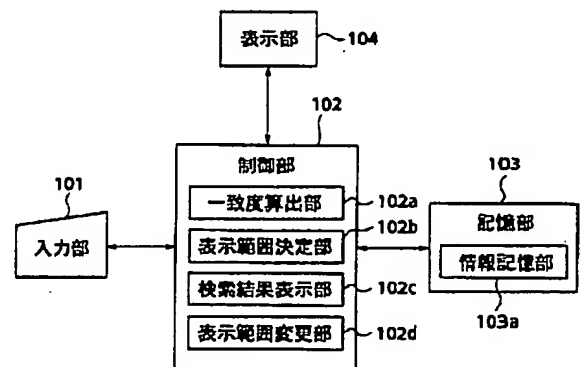 表示部
104
102
制御部
101
103
一致度算出部
102a
記憶部
入力部
表示範囲決定部
102b
情報記憶部
検索結果表示部
102c
103a
表示範囲変更部
102d